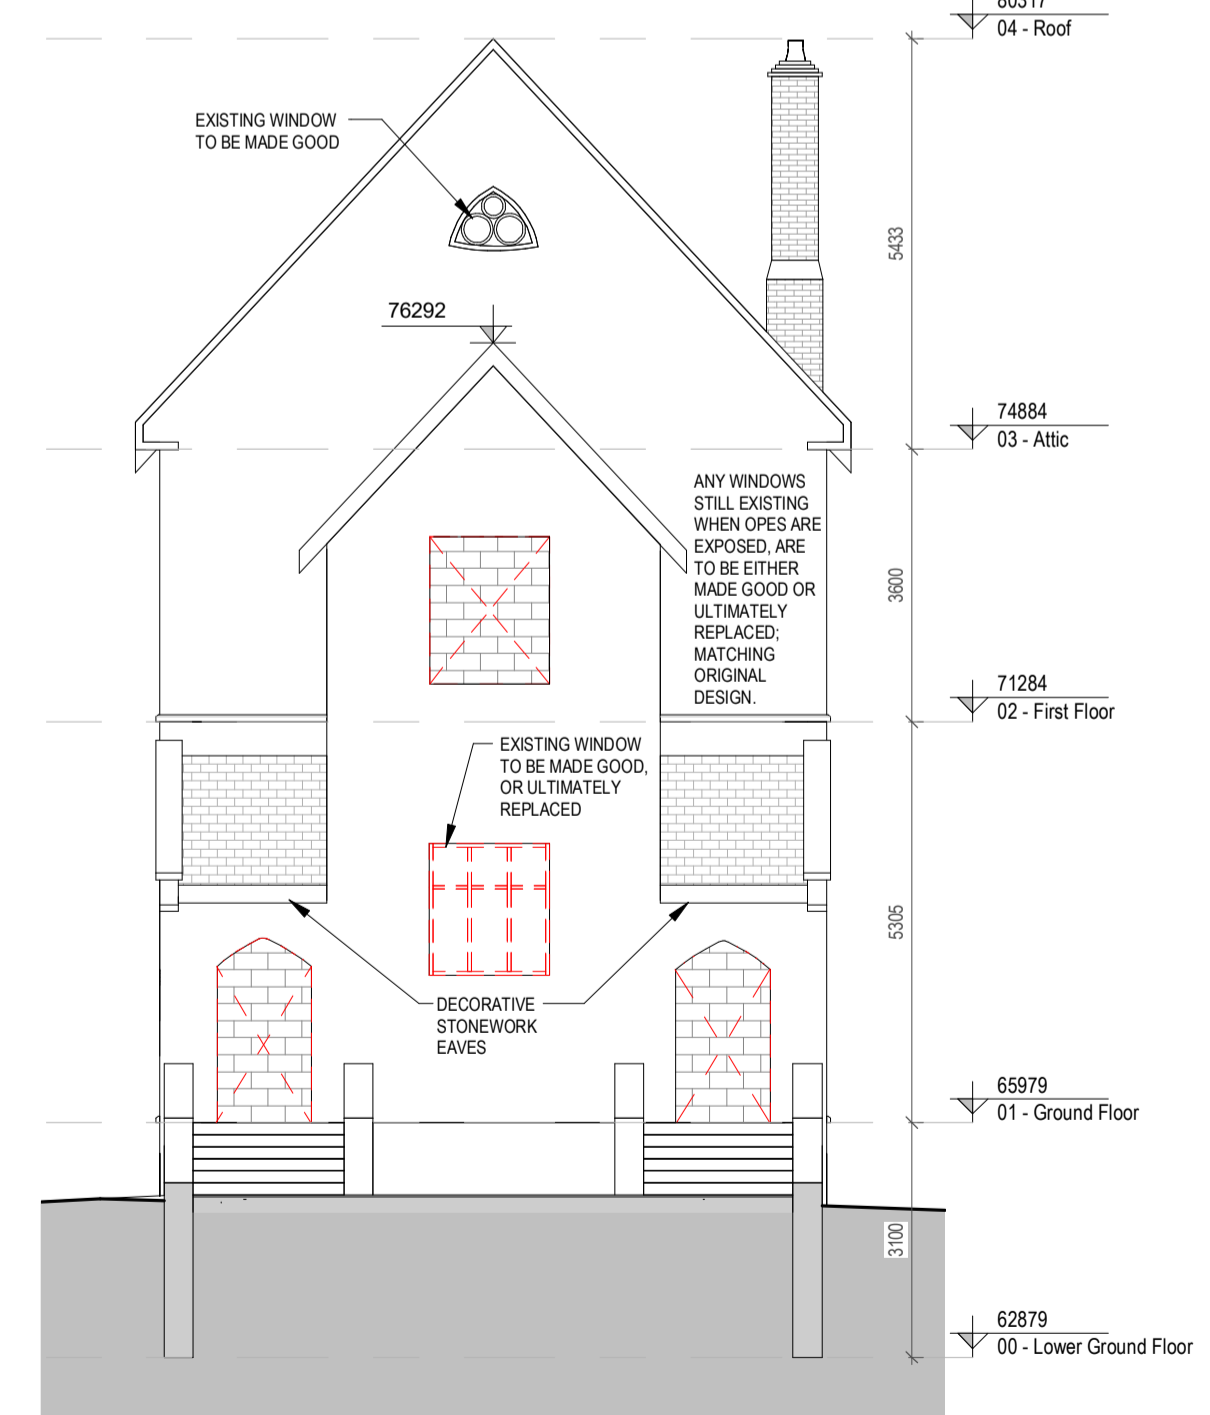 80317
04 - Roof
EXISTING WINDOW
TO BE MADE GOOD
5433
76292
74884
03 - Attic
ANY WINDOWS
STILL EXISTING
WHEN OPES ARE
EXPOSED, ARE
TO BE EITHER
MADE GOOD OR
ULTIMATELY
REPLACED;
MATCHING
ORIGINAL
DESIGN.
3600
71284
02 - First Floor
EXISTING WINDOW
TO BE MADE GOOD,
OR ULTIMATELY
REPLACED
5305
DECORATIVE
STONEWORK
EAVES
65979
01 - Ground Floor
3100
62879
00 - Lower Ground Floor